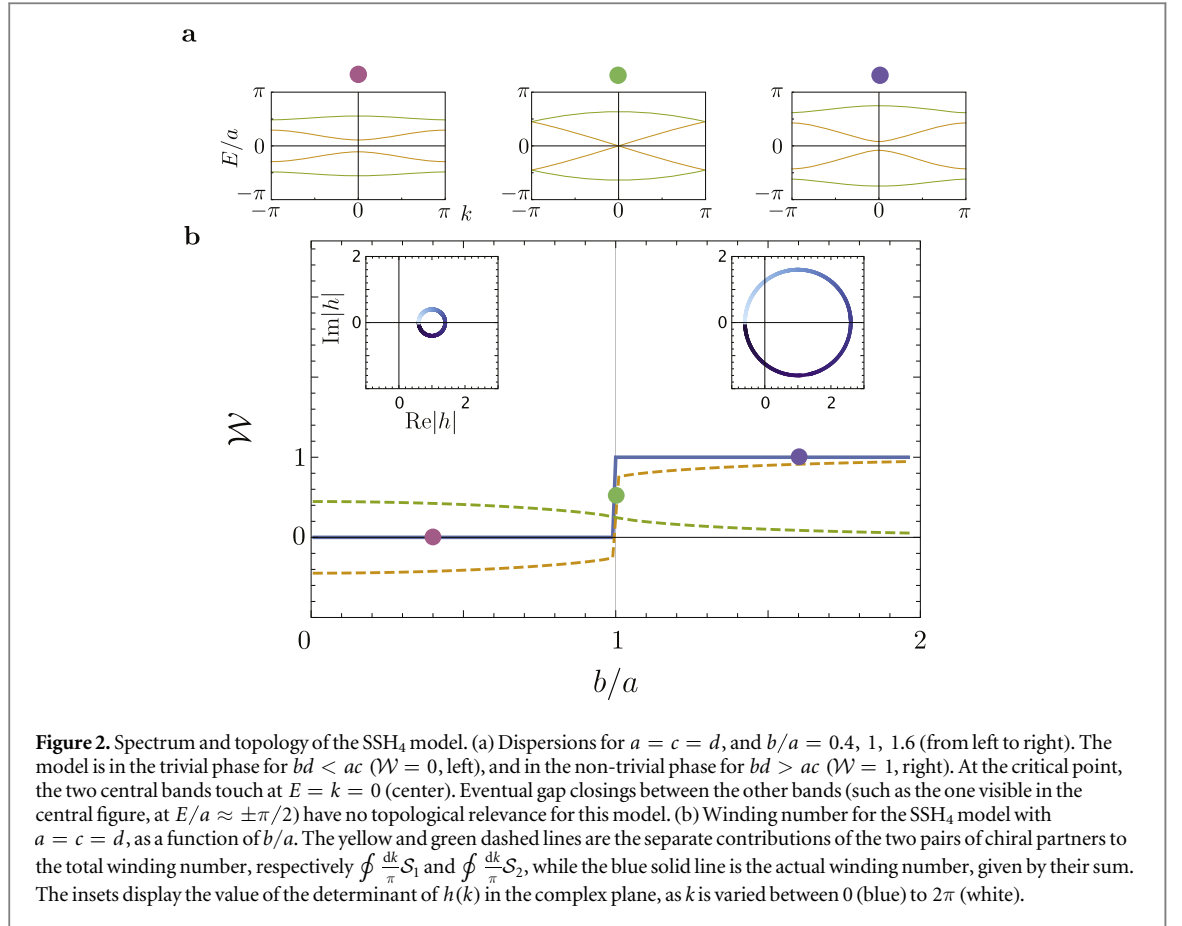 a
π
0
−π
E/a
−π
0
π
k
π
0
−π
−π
0
π
π
0
−π
−π
0
π
b
2
0
Im|h|
0
2
Re|h|
2
0
0
2
𝒲
1
0
0
1
2
b/a
Figure 2. Spectrum and topology of the SSH₄ model. (a) Dispersions for a = c = d, and b/a = 0.4, 1, 1.6 (from left to right). The
model is in the trivial phase for bd < ac (𝒲 = 0, left), and in the non-trivial phase for bd > ac (𝒲 = 1, right). At the critical point,
the two central bands touch at E = k = 0 (center). Eventual gap closings between the other bands (such as the one visible in the
central figure, at E/a ≈ ±π/2) have no topological relevance for this model. (b) Winding number for the SSH₄ model with
a = c = d, as a function of b/a. The yellow and green dashed lines are the separate contributions of the two pairs of chiral partners to
the total winding number, respectively ∮ dk/π 𝒮₁ and ∮ dk/π 𝒮₂, while the blue solid line is the actual winding number, given by their sum.
The insets display the value of the determinant of h(k) in the complex plane, as k is varied between 0 (blue) to 2π (white).